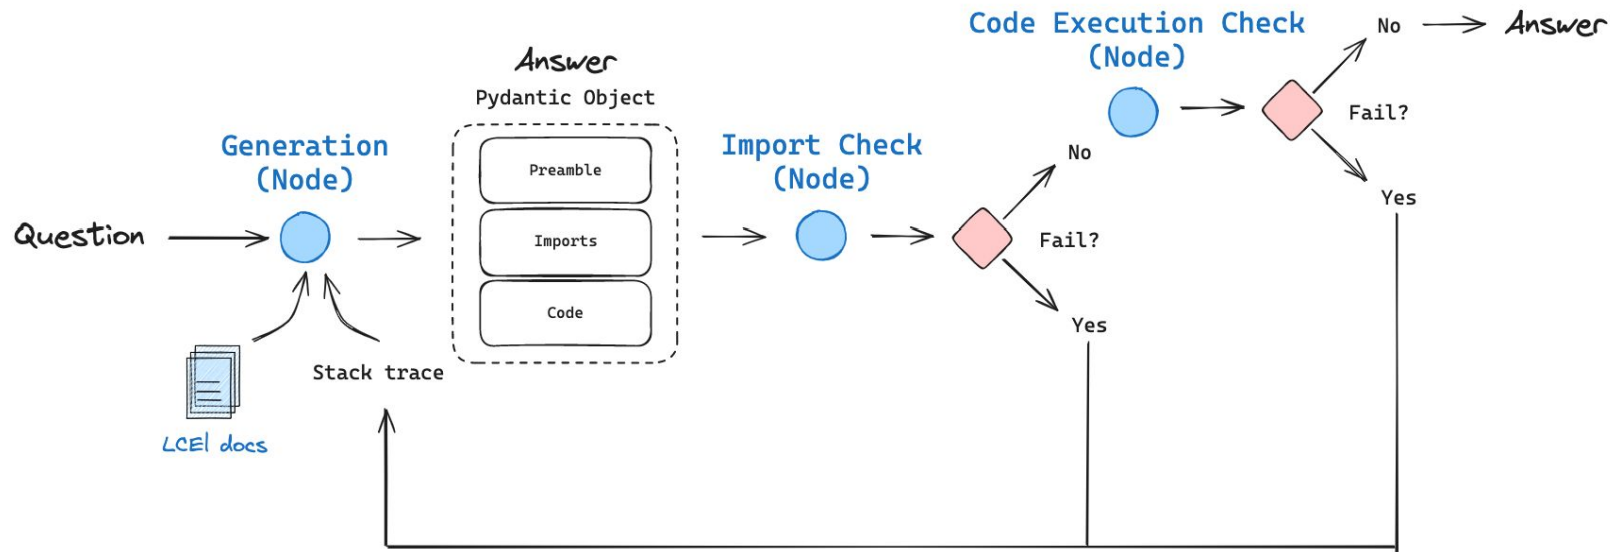 Question
Generation
(Node)
LCEl docs
Stack trace
Answer
Pydantic Object
Preamble
Imports
Code
Import Check
(Node)
Fail?
No
Yes
Code Execution Check
(Node)
Fail?
No
Yes
Answer